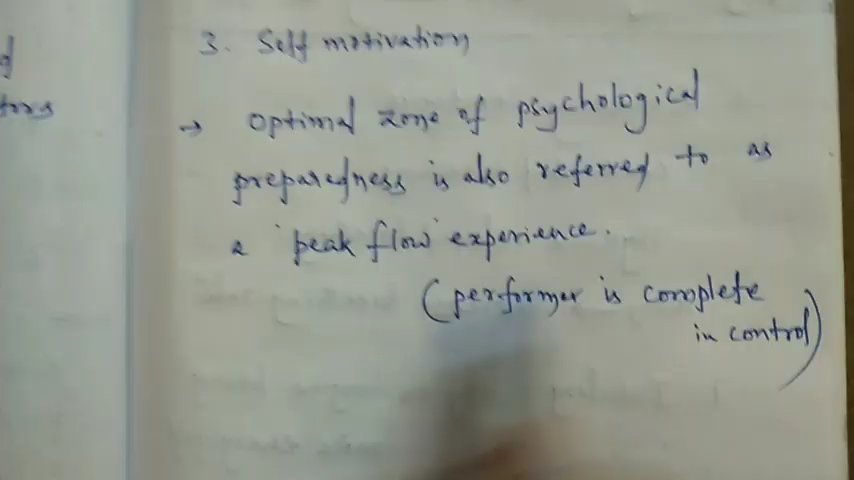 3. Self motivation
→ Optimal zone of psychological
preparedness is also referred to as
a 'peak flow' experience.
(performer is complete
in control)